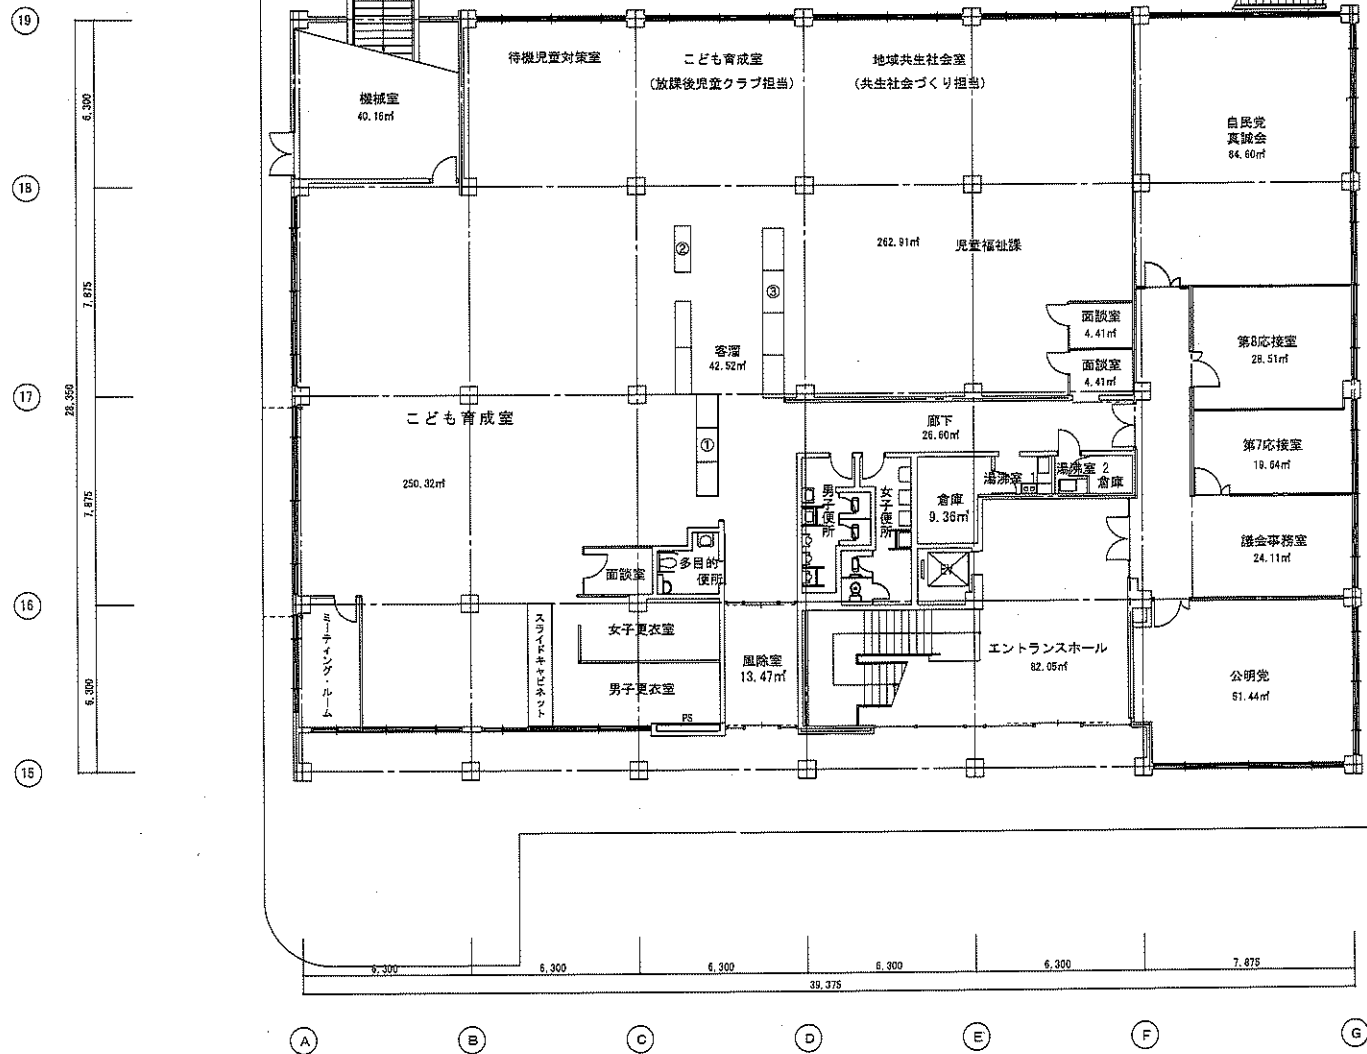 19
18
17
16
15
6,300
7,875
7,875
6,300
28,350
機械室
40.16㎡
待機児童対策室
こども育成室
(放課後児童クラブ担当)
地域共生社会室
(共生社会づくり担当)
自民党
真誠会
84.60㎡
②
③
①
262.91㎡
児童福祉課
面談室
4.41㎡
面談室
4.41㎡
客溜
42.52㎡
第8応接室
28.51㎡
こども育成室
250.32㎡
廊下
26.60㎡
第7応接室
19.64㎡
男子便所
女子便所
倉庫
9.36㎡
湯沸室 1
湯沸室 2
倉庫
議会事務室
24.11㎡
面談室
多目的
便所
EV
ミーティング・ルーム
スライドキャビネット
女子更衣室
男子更衣室
PS
風除室
13.47㎡
エントランスホール
82.05㎡
公明党
51.44㎡
6,300
6,300
6,300
6,300
6,300
7,875
39,375
A
B
C
D
E
F
G